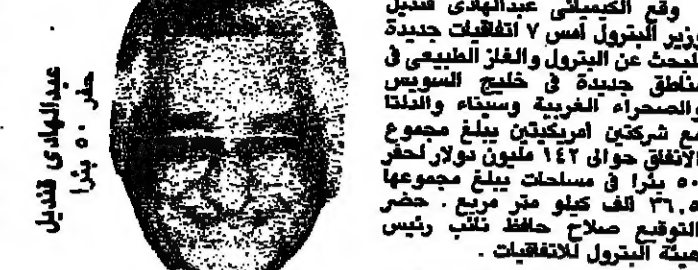 وقع الكيميائى عبدالهادى قنديل
وزير البترول أمس ٧ اتفاقيات جديدة
للبحث عن البترول والغاز الطبيعى فى
مناطق جديدة فى خليج السويس
والصحراء الغربية وسيناء والدلتا
مع شركتين امريكيتين يبلغ مجموع
الانفاق حوالى ١٤٢ مليون دولار لحفر
٥٠ بئرا فى مساحات يبلغ مجموعها
٣٦,٥ الف كيلو متر مربع . حضر
التوقيع صلاح حافظ نائب رئيس
هيئة البترول للاتفاقيات .
عبدالهادى قنديل
حفر ٥٠ بئرا